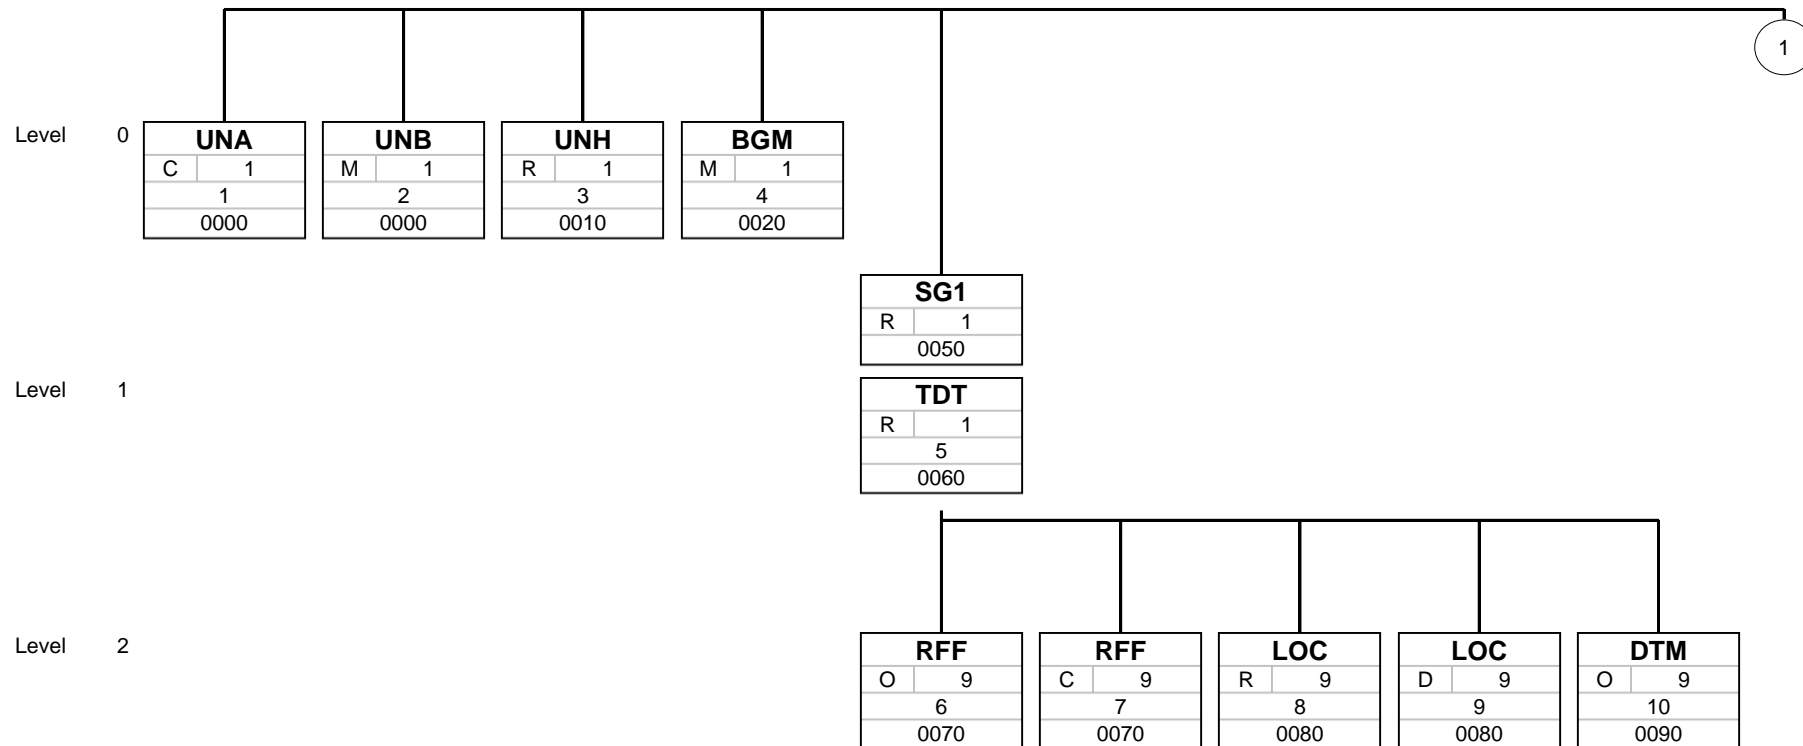 1
Level 0
UNA UNB UNH BGM
C 1 M 1 R 1 M 1
1 2 3 4
0000 0000 0010 0020
SG1
R 1
0050
Level 1
TDT
R 1
5
0060
Level 2
RFF RFF LOC LOC DTM
O 9 C 9 R 9 D 9 O 9
6 7 8 9 10
0070 0070 0080 0080 0090